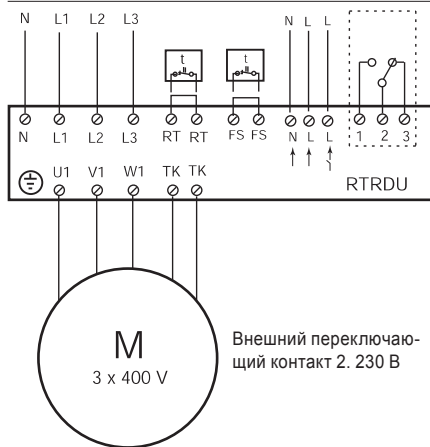 N L1 L2 L3 N L L
t t
N L1 L2 L3 RT RT FS FS N L L 1 2 3
U1 V1 W1 TK TK RTRDU
M
3 x 400 V
Внешний переключаю-
щий контакт 2. 230 В